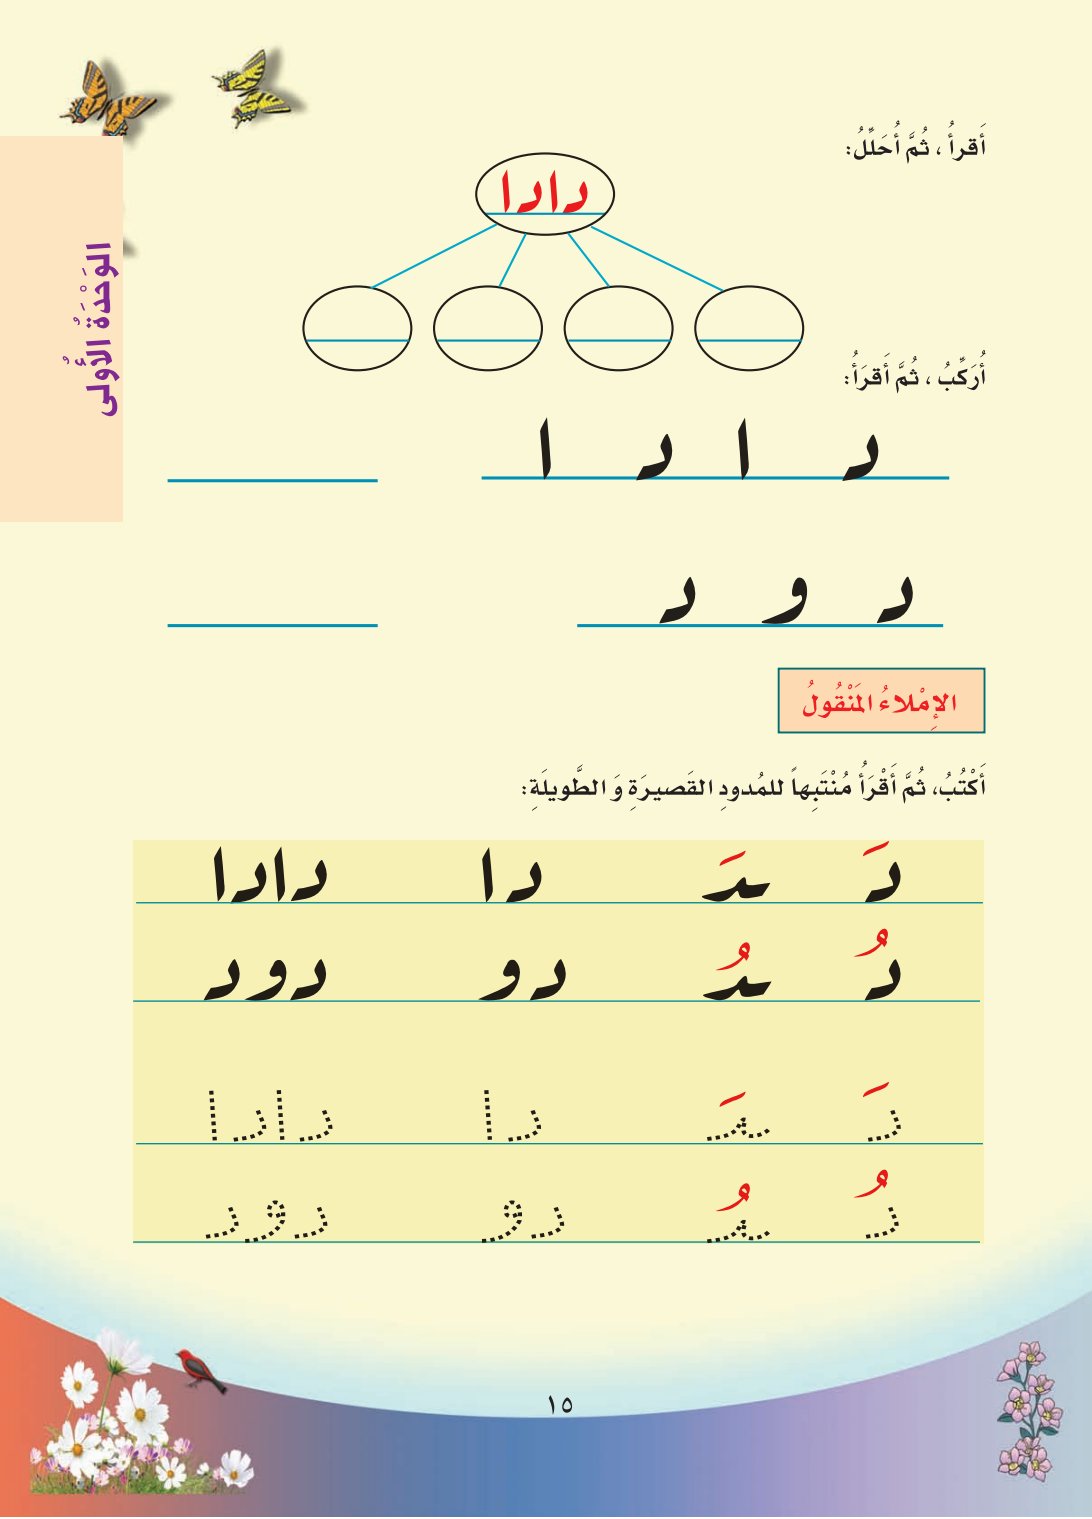 أَقرأُ ، ثُمَّ أُحَلِّلُ:
دادا
الوَحْدَةُ الأُولى
أُرَكِّبُ ، ثُمَّ أَقرَأُ:
د ا د ا
د و د
الإِمْلاءُ المَنْقُولُ
أَكْتُبُ، ثُمَّ أَقْرَأُ مُنْتَبِهاً للمُدودِ القَصيرَةِ وَ الطَّويلَةِ:
دَ ـدَ دا دادا
دُ ـدُ دو دود
دَ ـدَ دا دادا
دُ ـدُ دو دود
١٥